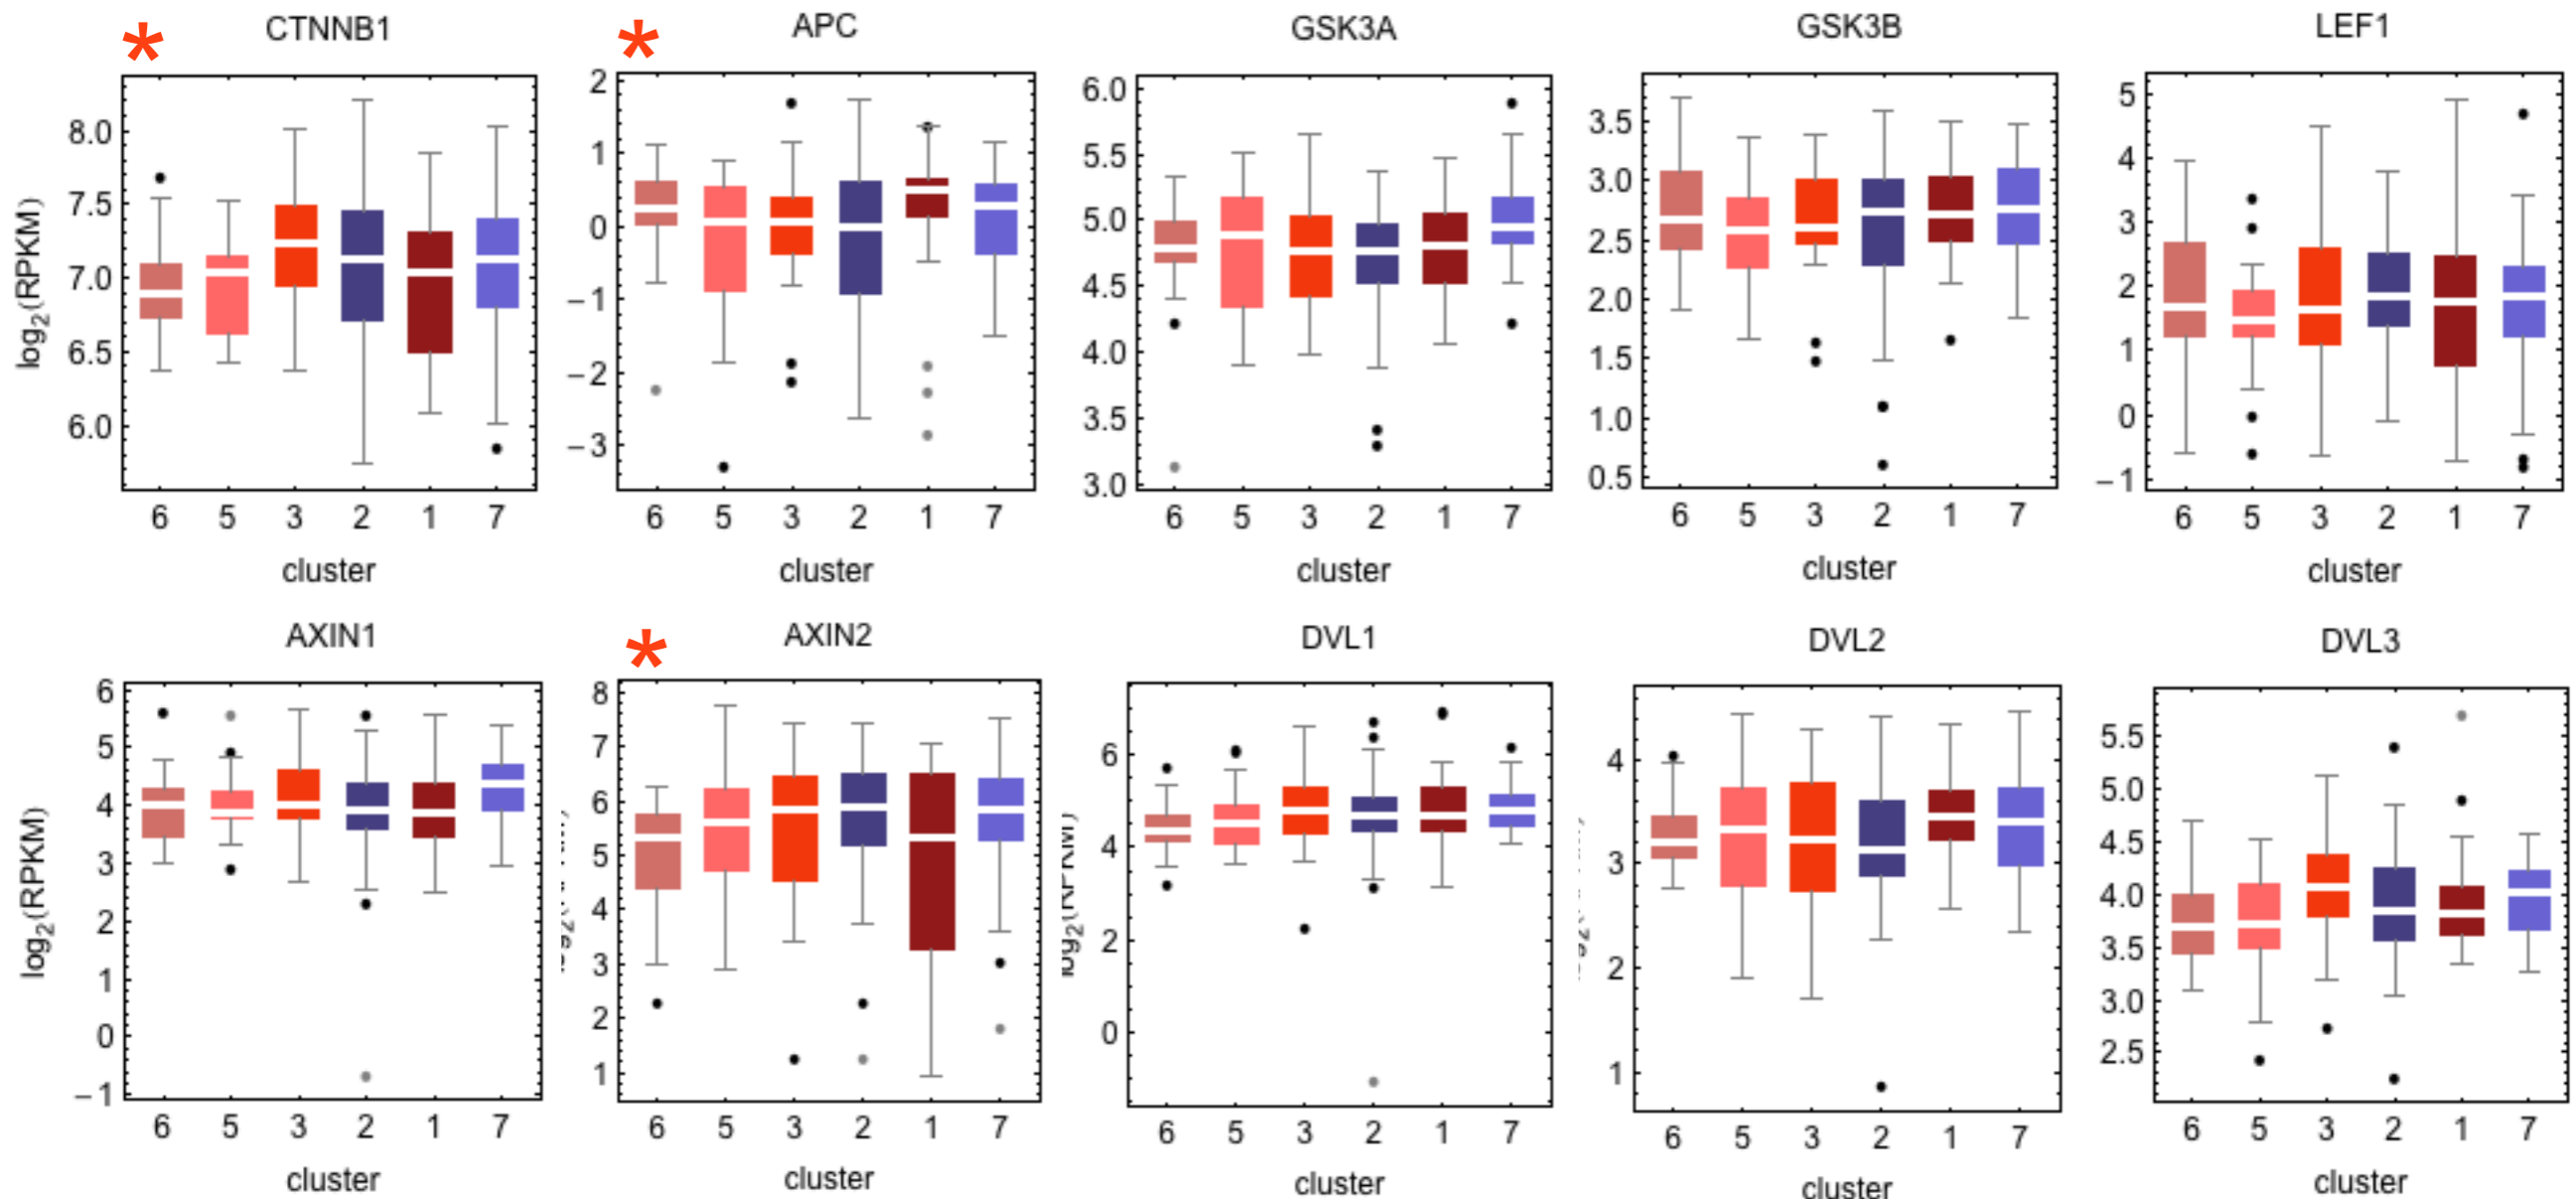 * CTNNB1 * APC GSK3A GSK3B LEF1
log2(RPKM)
8.0
7.5
7.0
6.5
6.0
6 5 3 2 1 7
cluster
2
1
0
−1
−2
−3
6 5 3 2 1 7
cluster
6.0
5.5
5.0
4.5
4.0
3.5
3.0
6 5 3 2 1 7
cluster
3.5
3.0
2.5
2.0
1.5
1.0
0.5
6 5 3 2 1 7
cluster
5
4
3
2
1
0
−1
6 5 3 2 1 7
cluster
AXIN1 * AXIN2 DVL1 DVL2 DVL3
log2(RPKM)
6
5
4
3
2
1
0
−1
6 5 3 2 1 7
cluster
8
7
6
5
4
3
2
1
6 5 3 2 1 7
cluster
6
4
2
0
6 5 3 2 1 7
cluster
4
3
2
1
6 5 3 2 1 7
cluster
5.5
5.0
4.5
4.0
3.5
3.0
2.5
6 5 3 2 1 7
cluster